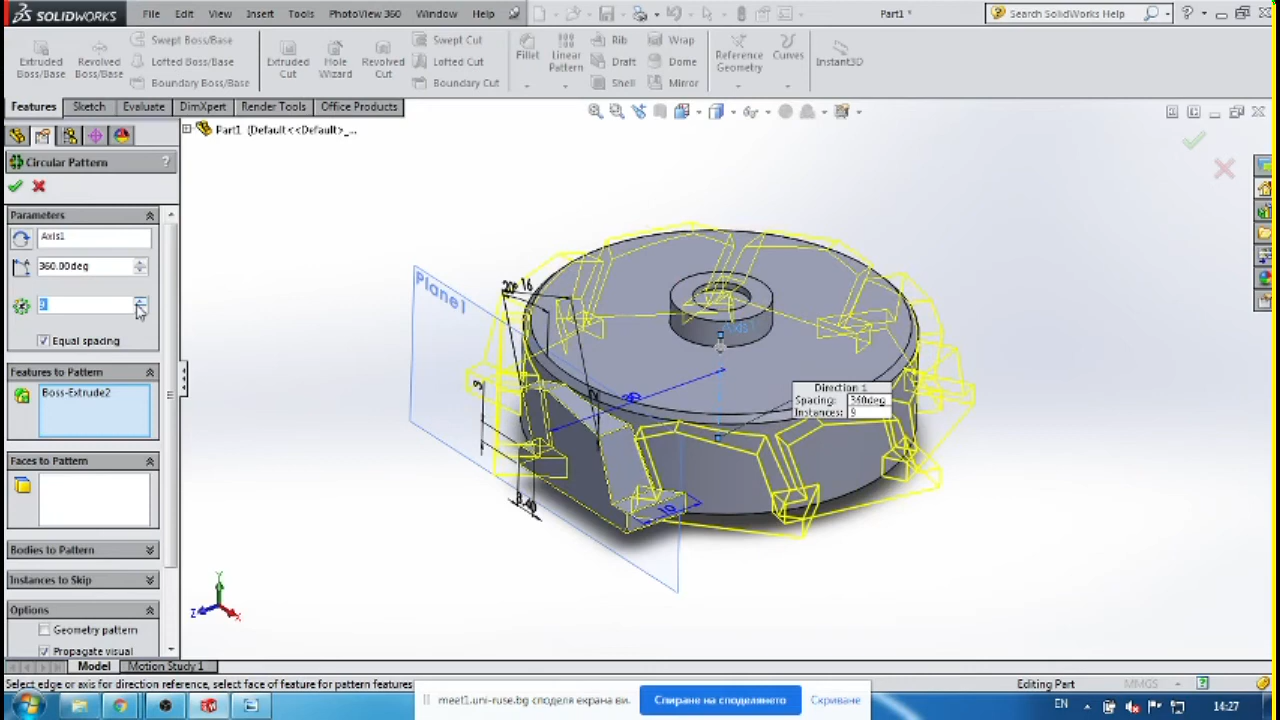 SOLIDWORKS File Edit View Insert Tools PhotoView 360 Window Help Part1 * Search SolidWorks Help
Extruded Boss/Base
Revolved Boss/Base
Swept Boss/Base
Lofted Boss/Base
Boundary Boss/Base
Extruded Cut
Hole Wizard
Revolved Cut
Swept Cut
Lofted Cut
Boundary Cut
Fillet
Linear Pattern
Rib
Draft
Shell
Wrap
Dome
Mirror
Reference Geometry
Curves
Instant3D
Features Sketch Evaluate DimXpert Render Tools Office Products
Part1 (Default<<Default>_...
Circular Pattern ?
Parameters
Axis1
360.00deg
9
Equal spacing
Features to Pattern
Boss-Extrude2
Faces to Pattern
Bodies to Pattern
Instances to Skip
Options
Geometry pattern
Propagate visual
Plane1
Axis1
10
Direction 1
Spacing: 360deg
Instances: 9
Y
Z
X
Model Motion Study 1
Select edge or axis for direction reference, select face of feature for pattern features
Editing Part MMGS
meet1.uni-ruse.bg споделя екрана ви.
Спиране на споделянето
Скриване
EN
14:27